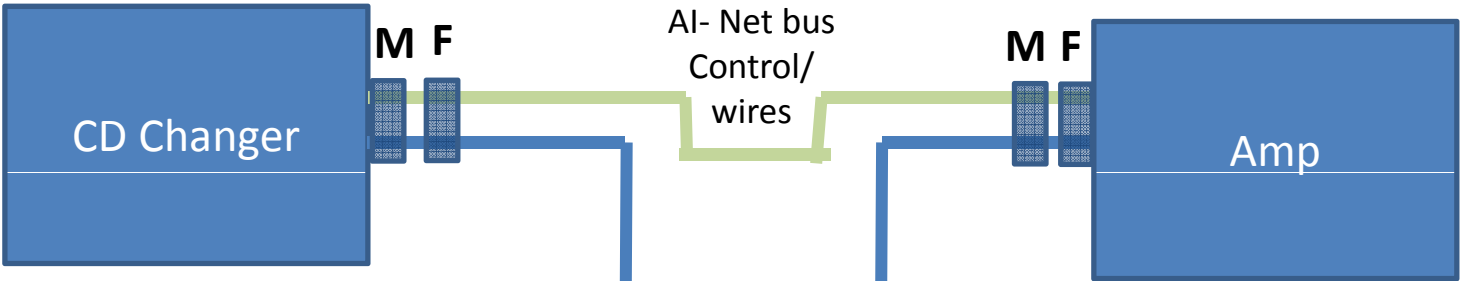 AI- Net bus
Control/
wires
M F
M F
CD Changer
Amp